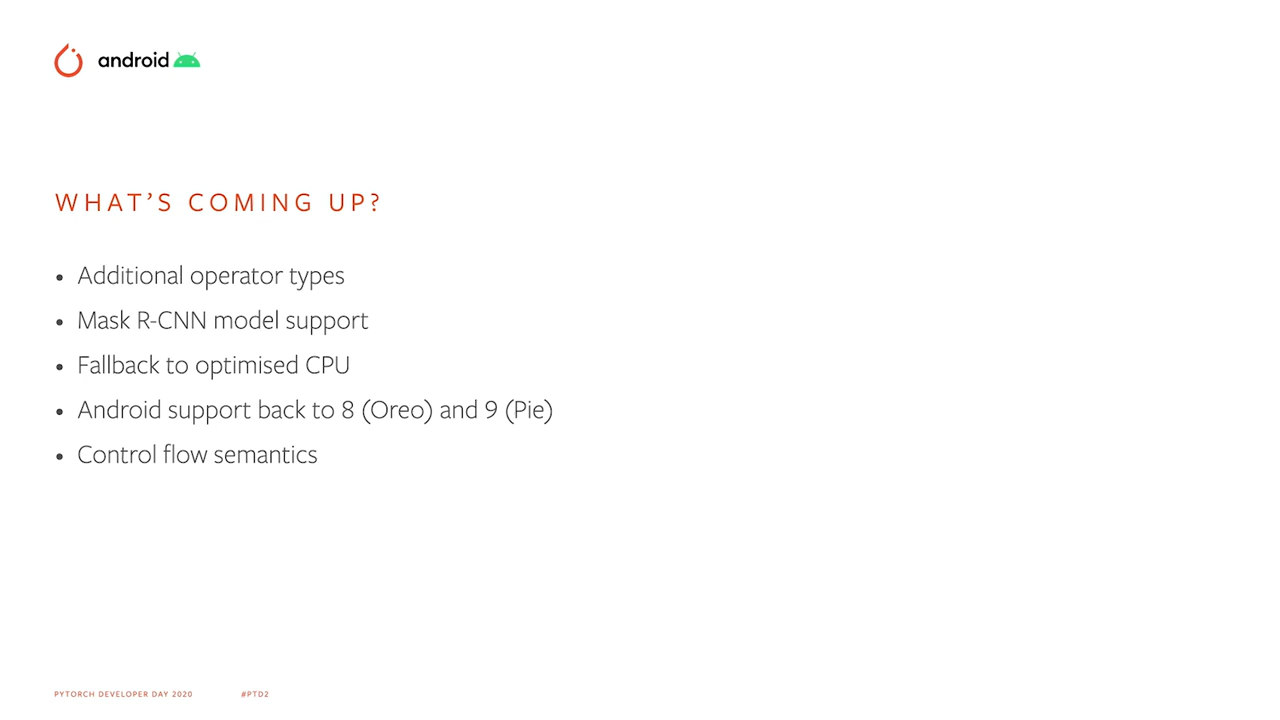 android
WHAT’S COMING UP?
• Additional operator types
• Mask R-CNN model support
• Fallback to optimised CPU
• Android support back to 8 (Oreo) and 9 (Pie)
• Control flow semantics
PYTORCH DEVELOPER DAY 2020 #PTD2